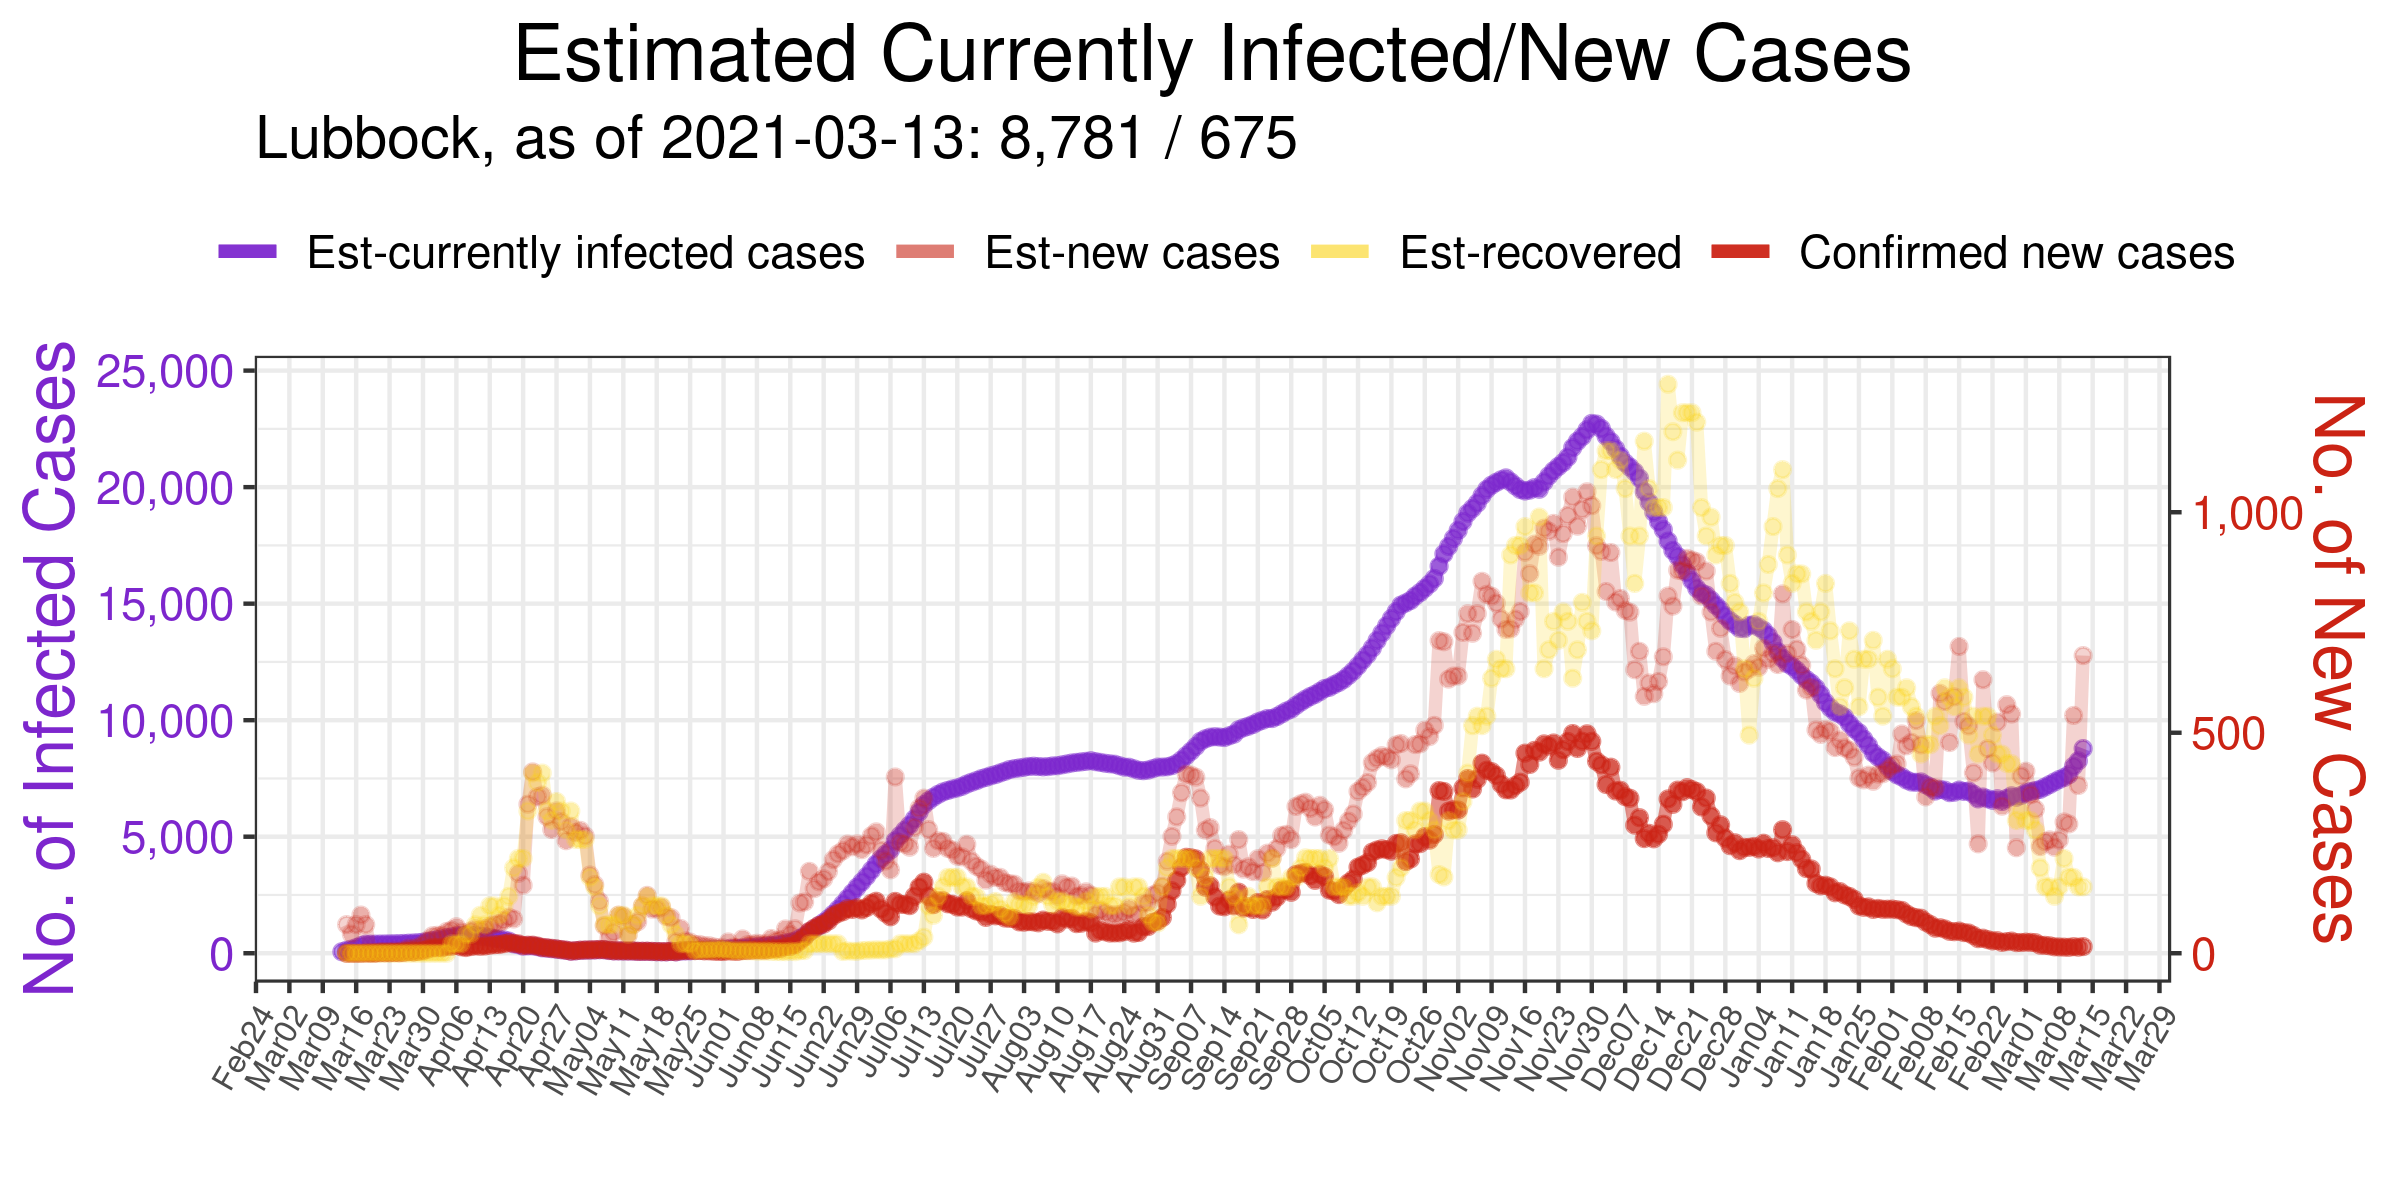 Estimated Currently Infected/New Cases
Lubbock, as of 2021-03-13: 8,781 / 675
Est-currently infected cases Est-new cases Est-recovered Confirmed new cases
No. of Infected Cases
25,000
20,000
15,000
10,000
5,000
0
1,000
500
0
No. of New Cases
Feb24 Mar02 Mar09 Mar16 Mar23 Mar30 Apr06 Apr13 Apr20 Apr27 May04 May11 May18 May25 Jun01 Jun08 Jun15 Jun22 Jun29 Jul06 Jul13 Jul20 Jul27 Aug03 Aug10 Aug17 Aug24 Aug31 Sep07 Sep14 Sep21 Sep28 Oct05 Oct12 Oct19 Oct26 Nov02 Nov09 Nov16 Nov23 Nov30 Dec07 Dec14 Dec21 Dec28 Jan04 Jan11 Jan18 Jan25 Feb01 Feb08 Feb15 Feb22 Mar01 Mar08 Mar15 Mar22 Mar29